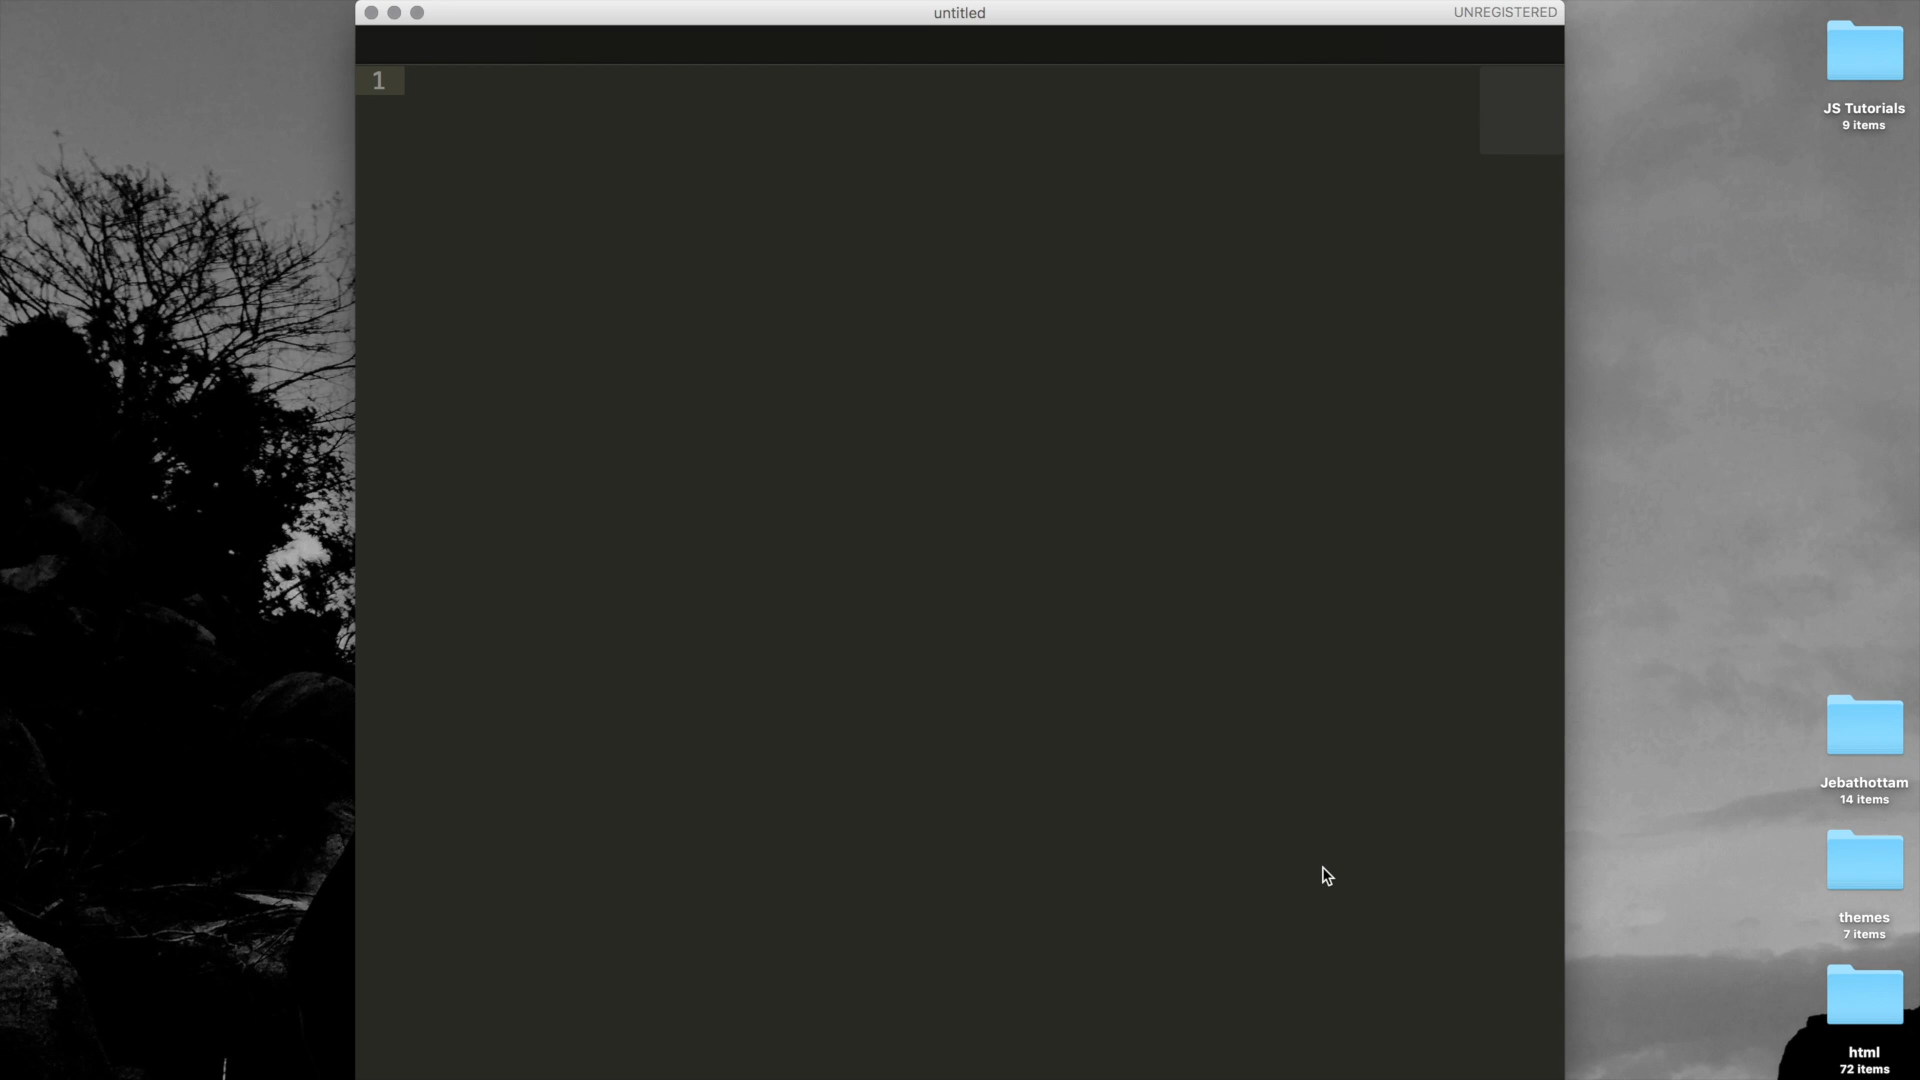 untitled
UNREGISTERED
1
JS Tutorials
9 items
Jebathottam
14 items
themes
7 items
html
72 items